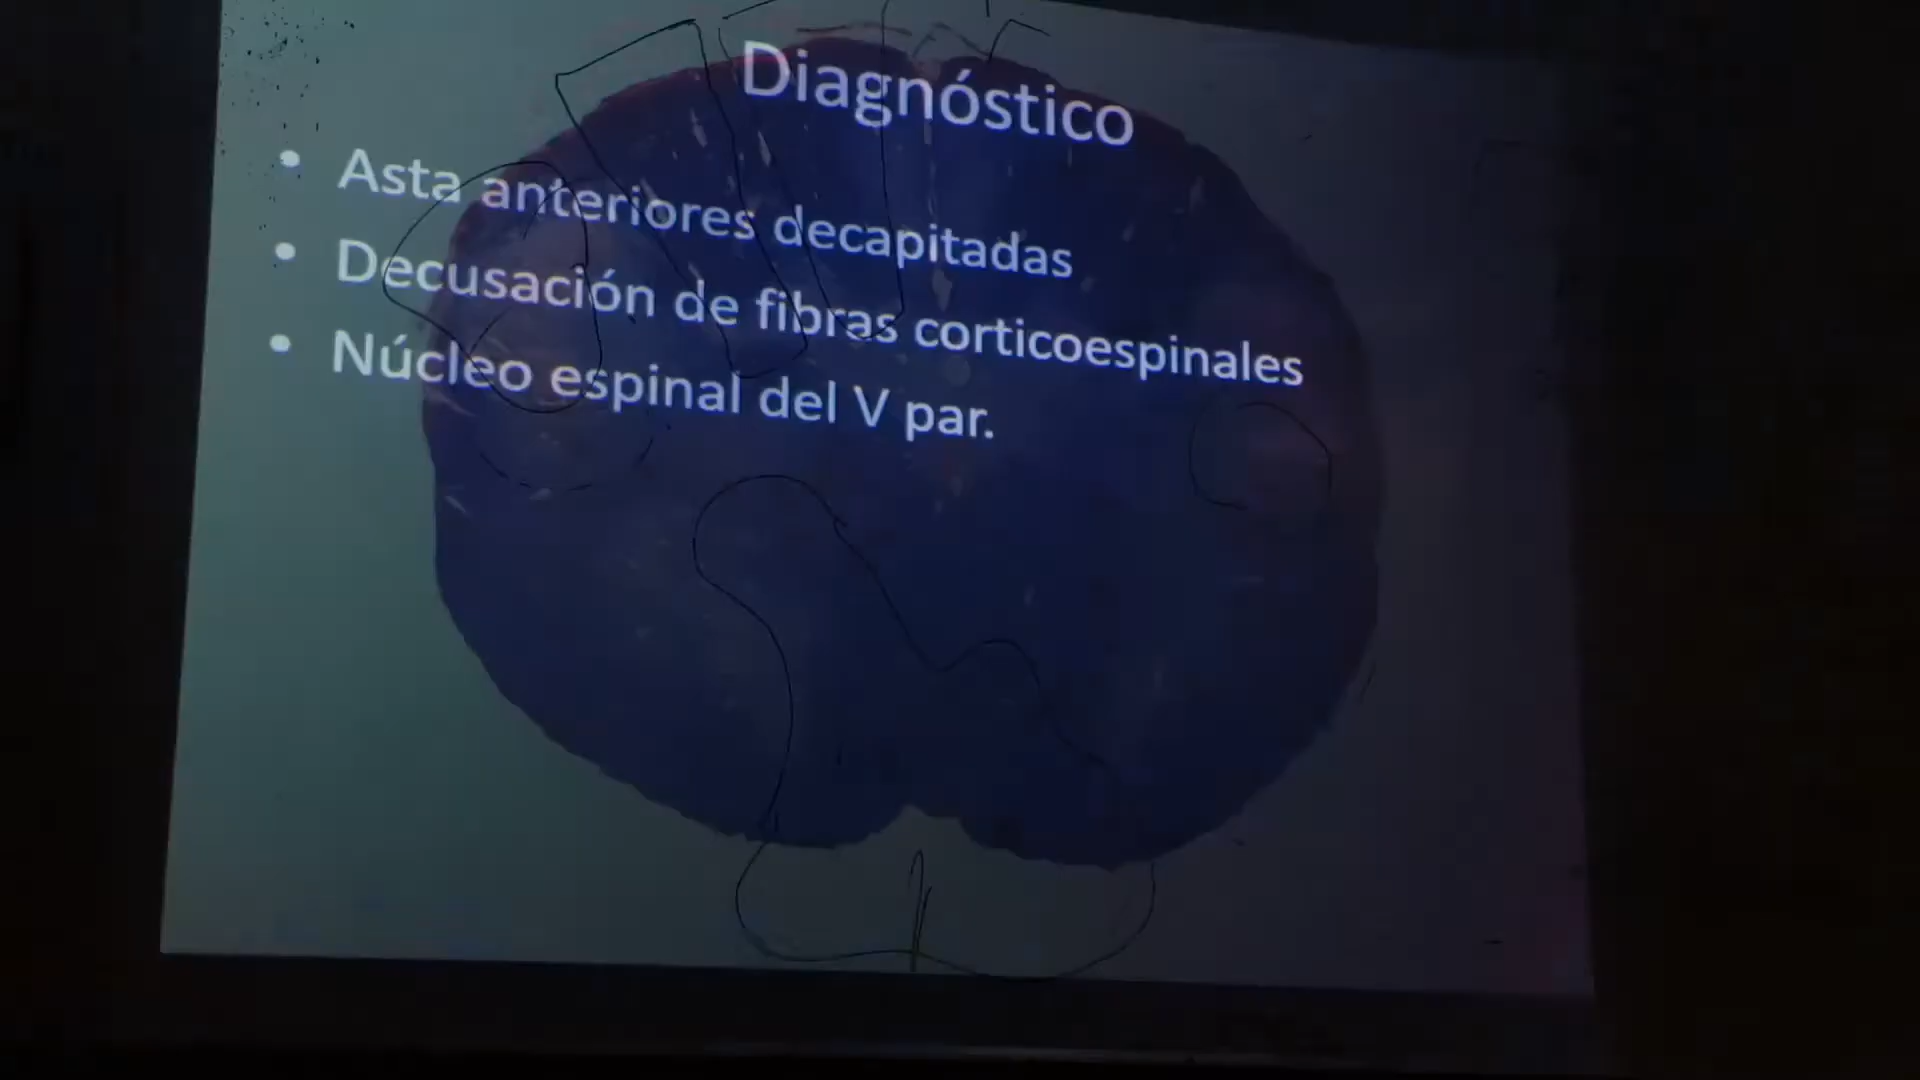 Diagnóstico
• Asta anteriores decapitadas
• Decusación de fibras corticoespinales
• Núcleo espinal del V par.